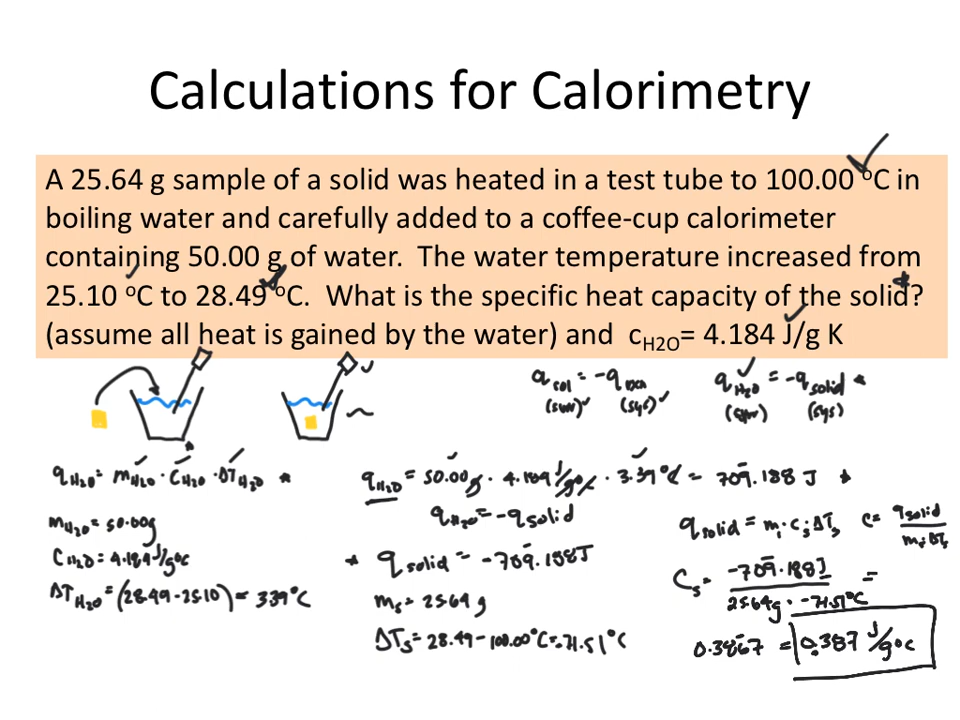 Calculations for Calorimetry
A 25.64 g sample of a solid was heated in a test tube to 100.00 °C in
boiling water and carefully added to a coffee-cup calorimeter
containing 50.00 g of water. The water temperature increased from
25.10 °C to 28.49 °C. What is the specific heat capacity of the solid?
(assume all heat is gained by the water) and cH2O= 4.184 J/g K
qsol = -qrxn
(surr) (sys)
qH2O = -qsolid *
(surr) (sys)
qH2O = mH2O · CH2O · ΔTH2O *
mH2O = 50.00g
CH2O = 4.184 J/g°C
ΔTH2O = (28.49 - 25.10) = 3.39°C
qH2O = 50.00g · 4.184 J/g°C · 3.39°C = 709.188 J *
qH2O = -qsolid
* qsolid = -709.188J
ms = 25.64 g
ΔTs = 28.49 - 100.00°C = -71.51°C
qsolid = ms · cs · ΔTs C = qsolid / ms · ΔTs
Cs = -709.188J / 25.64g · -71.51°C =
0.3867 = 0.387 J/g°C